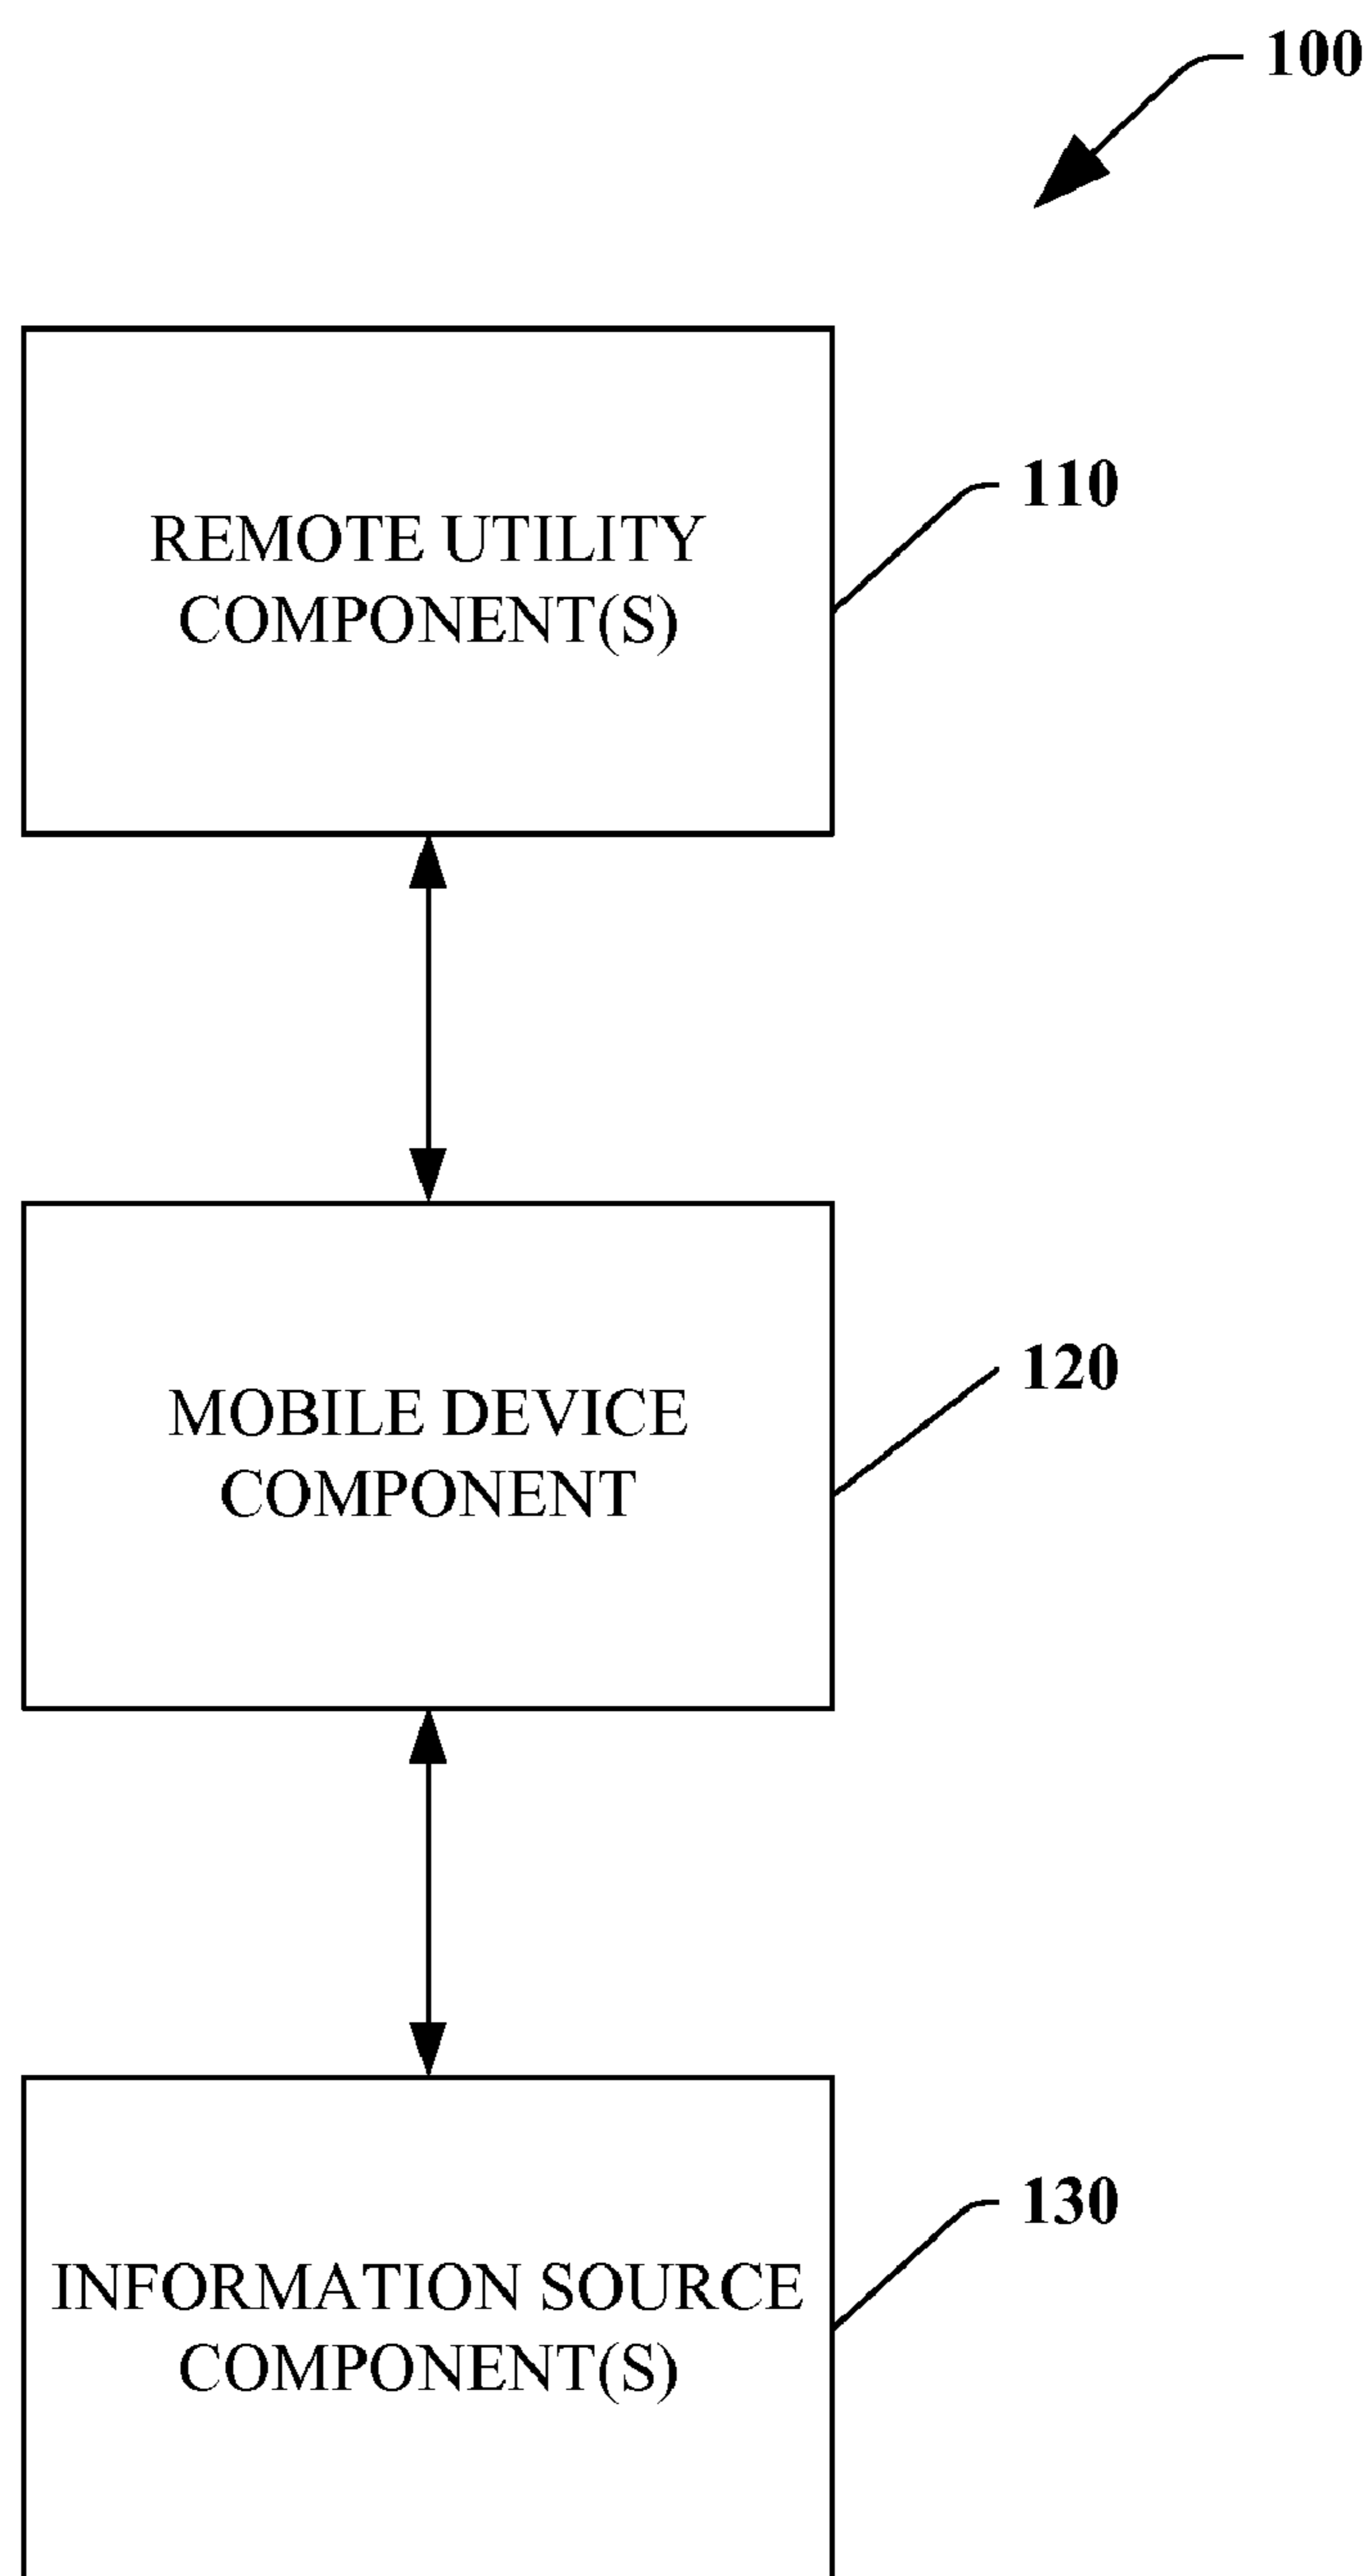 100
REMOTE UTILITY
COMPONENT(S)
110
MOBILE DEVICE
COMPONENT
120
INFORMATION SOURCE
COMPONENT(S)
130